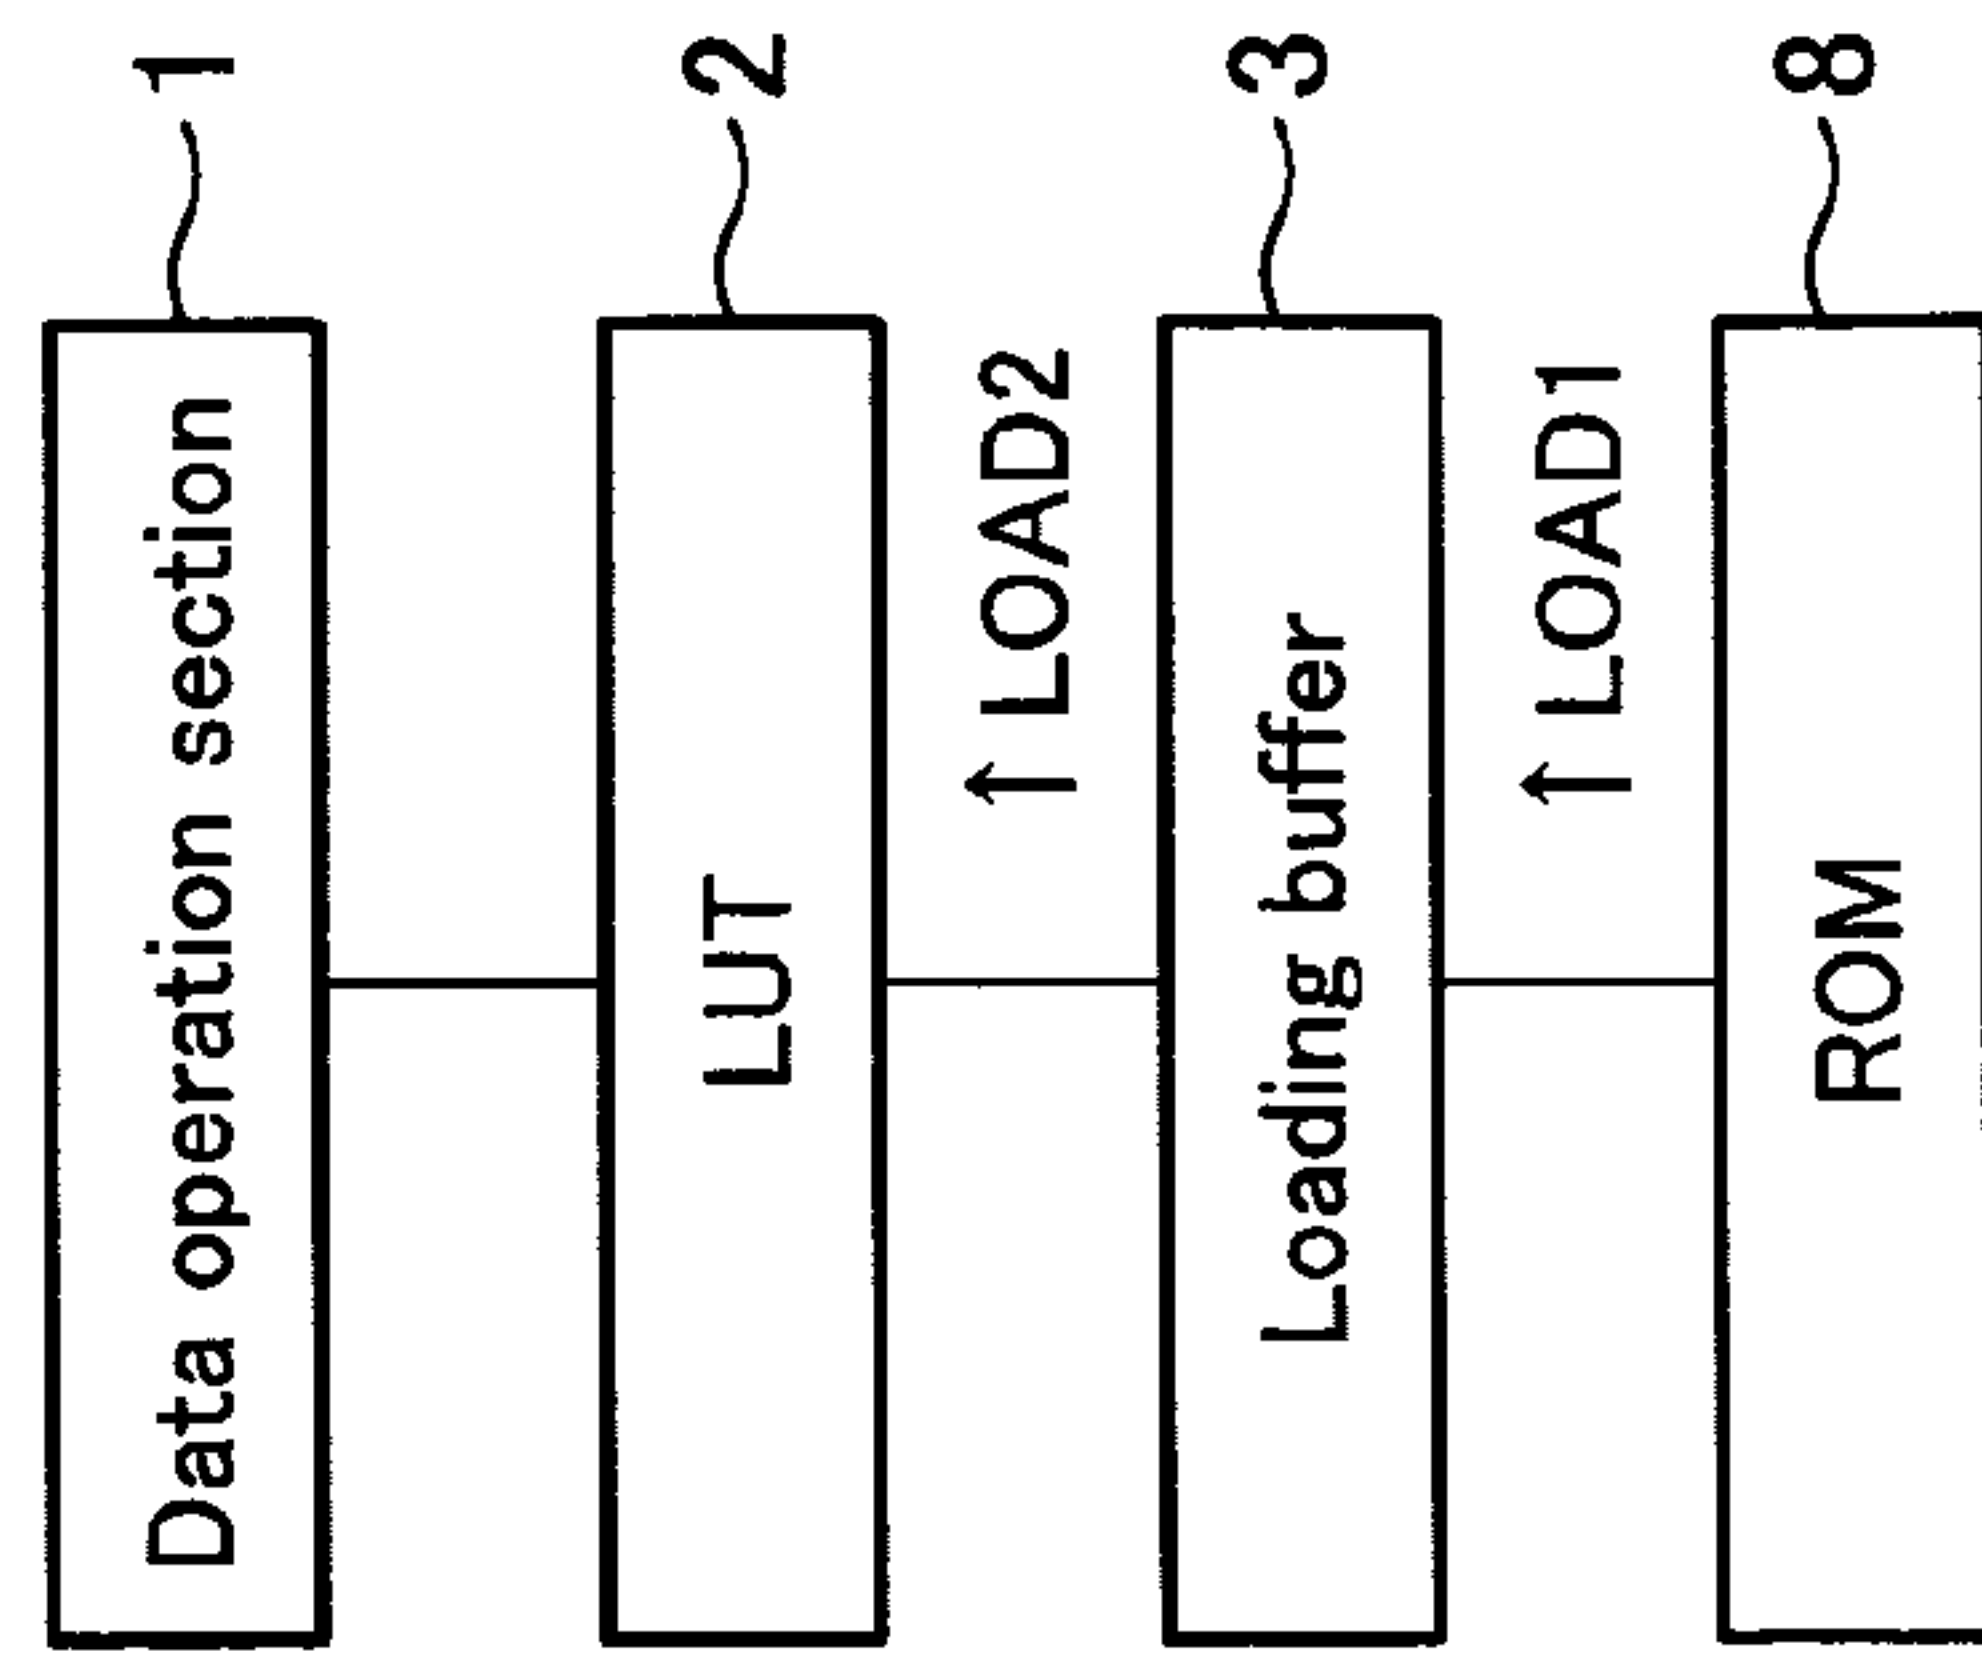 Data operation section
1
LUT
2
↑ LOAD2
Loading buffer
3
↑ LOAD1
ROM
8